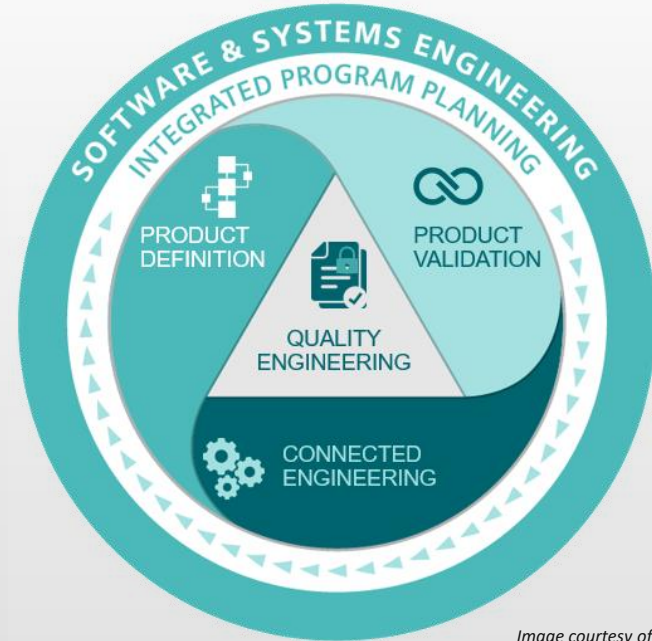 SOFTWARE & SYSTEMS ENGINEERING
INTEGRATED PROGRAM PLANNING
PRODUCT
DEFINITION
PRODUCT
VALIDATION
QUALITY
ENGINEERING
CONNECTED
ENGINEERING
Image courtesy of